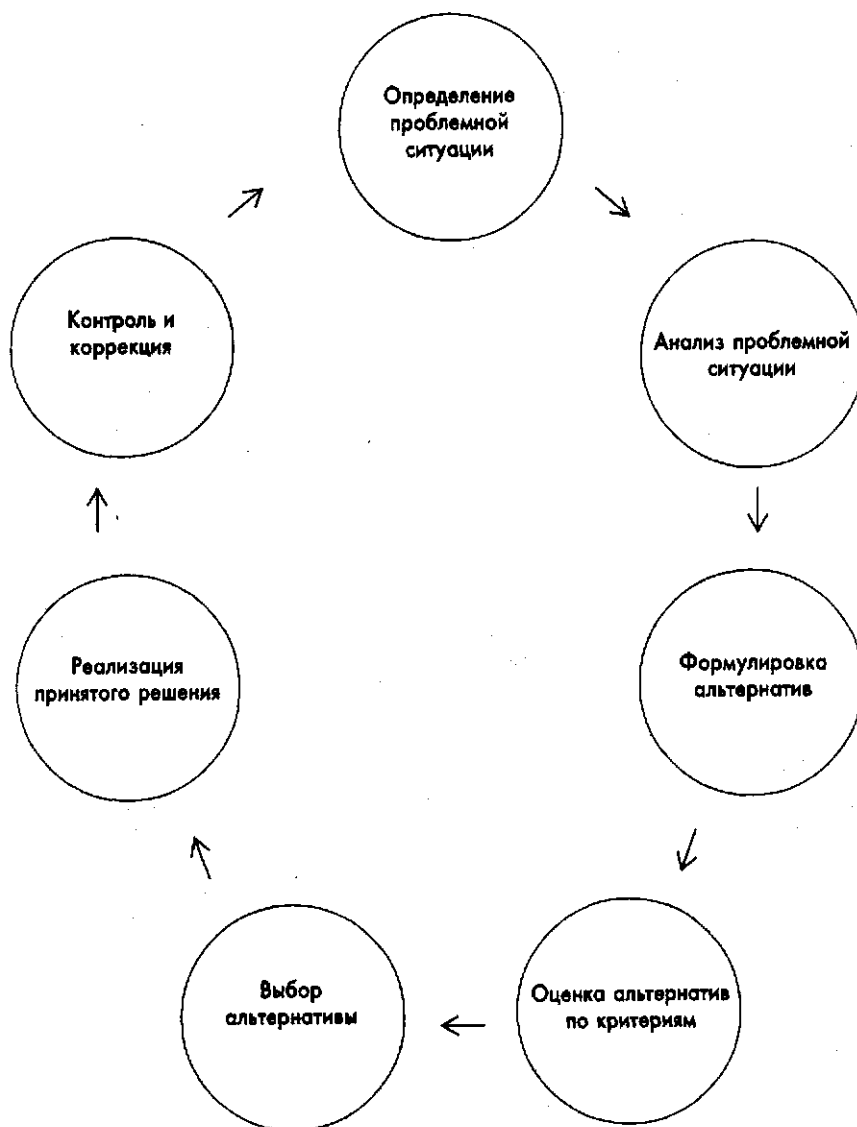 Определение
проблемной
ситуации
Анализ проблемной
ситуации
Формулировка
альтернатив
Оценка альтернатив
по критериям
Выбор
альтернативы
Реализация
принятого решения
Контроль и
коррекция